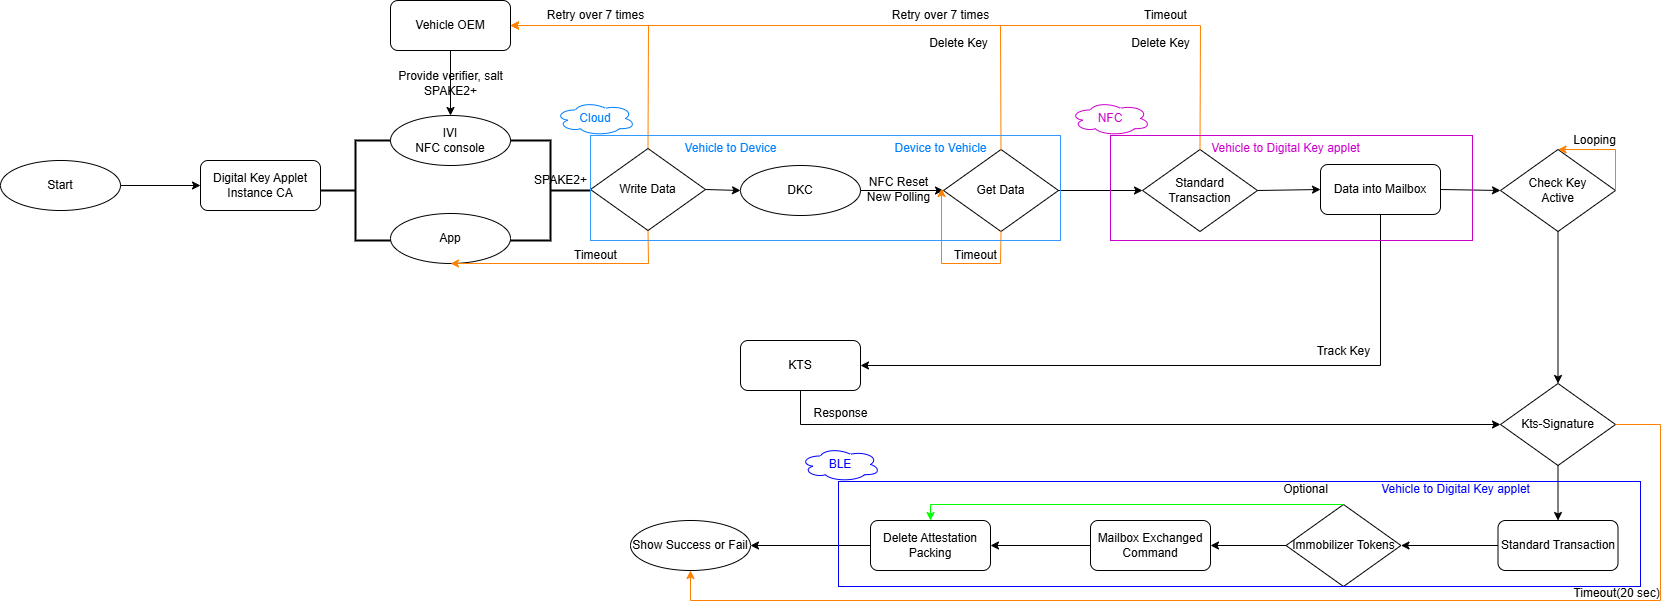 Vehicle OEM
Retry over 7 times
Retry over 7 times
Timeout
Delete Key
Delete Key
Provide verifier, salt
SPAKE2+
Cloud
NFC
IVI
NFC console
Vehicle to Device
Device to Vehicle
Vehicle to Digital Key applet
Looping
Start
Digital Key Applet
Instance CA
SPAKE2+
Write Data
DKC
NFC Reset
New Polling
Get Data
Standard
Transaction
Data into Mailbox
Check Key
Active
App
Timeout
Timeout
KTS
Track Key
Response
Kts-Signature
BLE
Optional
Vehicle to Digital Key applet
Show Success or Fail
Delete Attestation
Packing
Mailbox Exchanged
Command
Immobilizer Tokens
Standard Transaction
Timeout(20 sec)